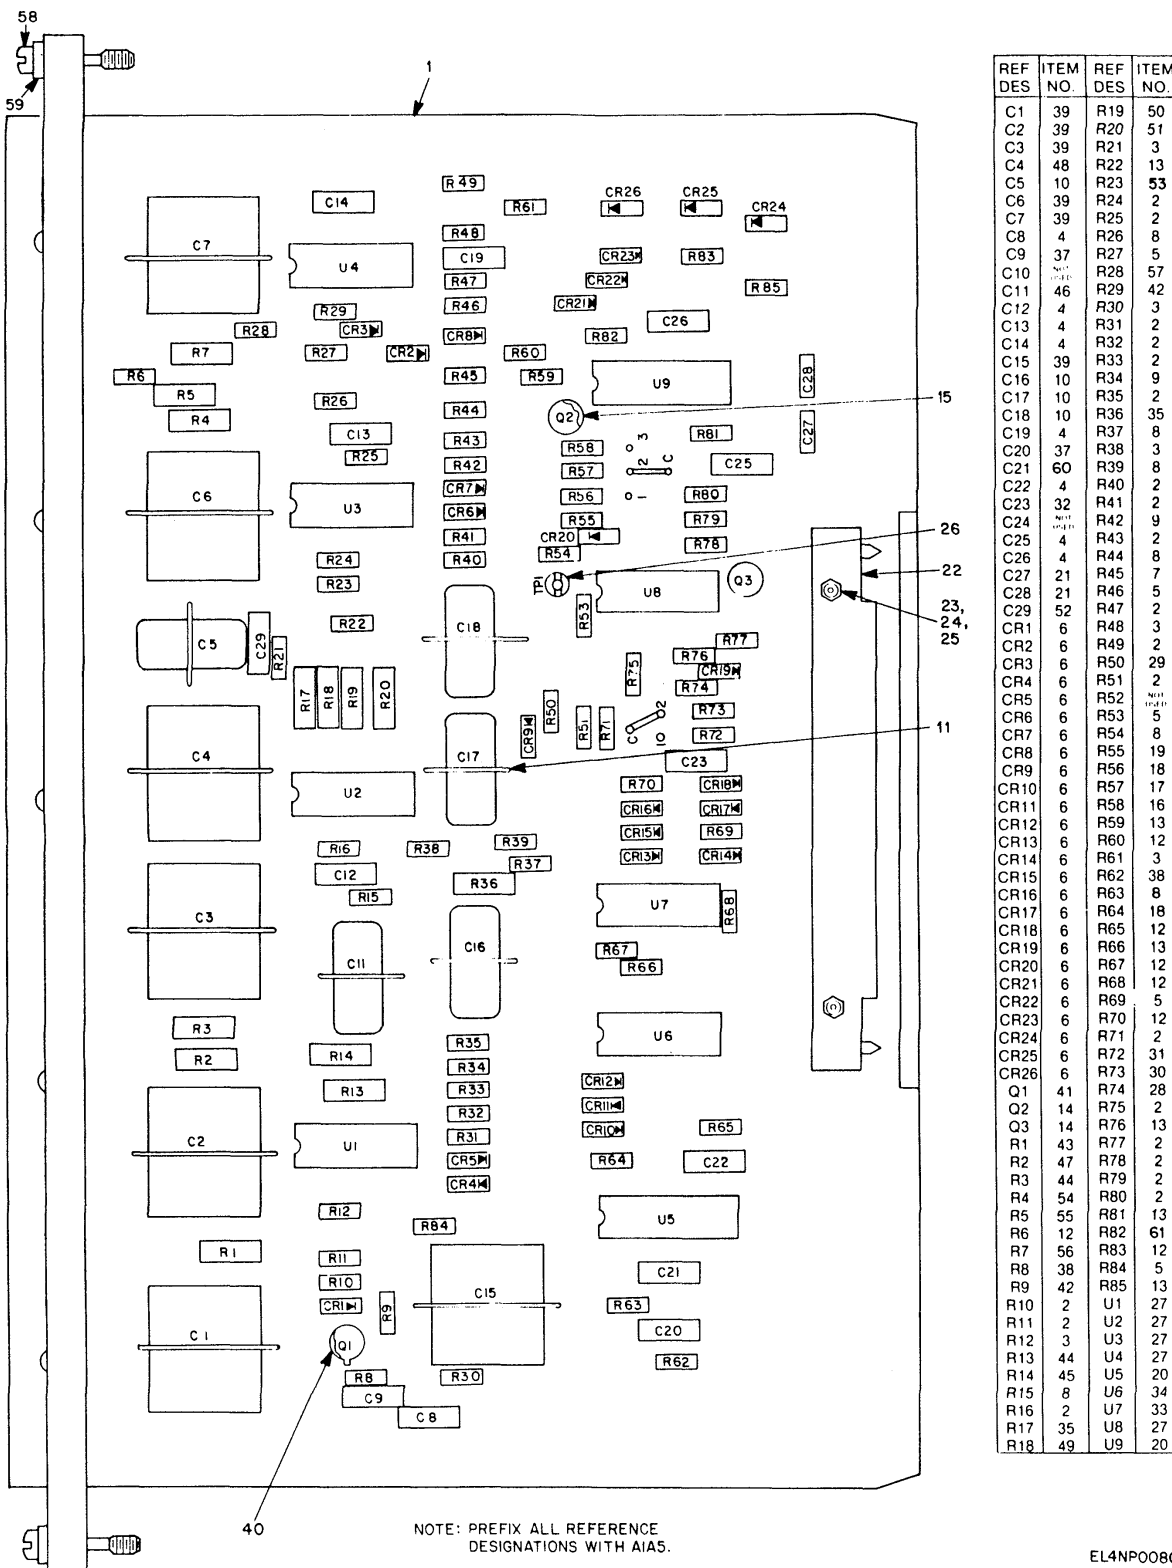 58
59
1
R49
C14
R61
CR26
CR25
CR24
C7
R48
U4
C19
CR23
R83
R47
CR22
R85
R46
CR21
R29
C26
R28
CR3
CR8
R82
R7
R27
CR2
R60
R6
R45
R59
U9
C28
R5
R26
R44
15
R4
Q2
C13
R43
R81
C27
R58
3
R25
R42
R57
2
C
C25
C6
CR7
R56
1
R80
U3
CR6
R55
R79
26
R41
CR20
R78
R24
R40
R54
22
R23
TP1
U8
Q3
23,
24,
25
R53
R22
C18
C5
C29
R21
R77
R76
R75
CR19
R17
R18
R19
R20
R74
R50
R73
2
C
10
R51
R71
R72
11
CR9
C4
C17
C23
U2
R70
CR18
CR16
CR17
CR15
R69
R16
R38
R39
CR13
CR14
C12
R37
R36
R15
C3
U7
R68
C16
C11
R67
R66
R3
R35
U6
R2
R14
R34
R13
R33
CR12
R32
CR11
C2
U1
R31
CR10
R65
CR5
R64
C22
CR4
R12
U5
R84
R1
R11
C21
R10
C15
CR1
R9
R63
C1
C20
Q1
R62
R8
R30
C9
C8
40
NOTE: PREFIX ALL REFERENCE
DESIGNATIONS WITH A1A5.
REF DES ITEM NO. REF DES ITEM NO.
C1 39 R19 50
C2 39 R20 51
C3 39 R21 3
C4 48 R22 13
C5 10 R23 53
C6 39 R24 2
C7 39 R25 2
C8 4 R26 8
C9 37 R27 5
C10 NOT USED R28 57
C11 46 R29 42
C12 4 R30 3
C13 4 R31 2
C14 4 R32 2
C15 39 R33 2
C16 10 R34 9
C17 10 R35 2
C18 10 R36 35
C19 4 R37 8
C20 37 R38 3
C21 60 R39 8
C22 4 R40 2
C23 32 R41 2
C24 NOT USED R42 9
C25 4 R43 2
C26 4 R44 8
C27 21 R45 7
C28 21 R46 5
C29 52 R47 2
CR1 6 R48 3
CR2 6 R49 2
CR3 6 R50 29
CR4 6 R51 2
CR5 6 R52 NOT USED
CR6 6 R53 5
CR7 6 R54 8
CR8 6 R55 19
CR9 6 R56 18
CR10 6 R57 17
CR11 6 R58 16
CR12 6 R59 13
CR13 6 R60 12
CR14 6 R61 3
CR15 6 R62 38
CR16 6 R63 8
CR17 6 R64 18
CR18 6 R65 12
CR19 6 R66 13
CR20 6 R67 12
CR21 6 R68 12
CR22 6 R69 5
CR23 6 R70 12
CR24 6 R71 2
CR25 6 R72 31
CR26 6 R73 30
Q1 41 R74 28
Q2 14 R75 2
Q3 14 R76 13
R1 43 R77 2
R2 47 R78 2
R3 44 R79 2
R4 54 R80 2
R5 55 R81 13
R6 12 R82 61
R7 56 R83 12
R8 38 R84 5
R9 42 R85 13
R10 2 U1 27
R11 2 U2 27
R12 3 U3 27
R13 44 U4 27
R14 45 U5 20
R15 8 U6 34
R16 2 U7 33
R17 35 U8 27
R18 49 U9 20